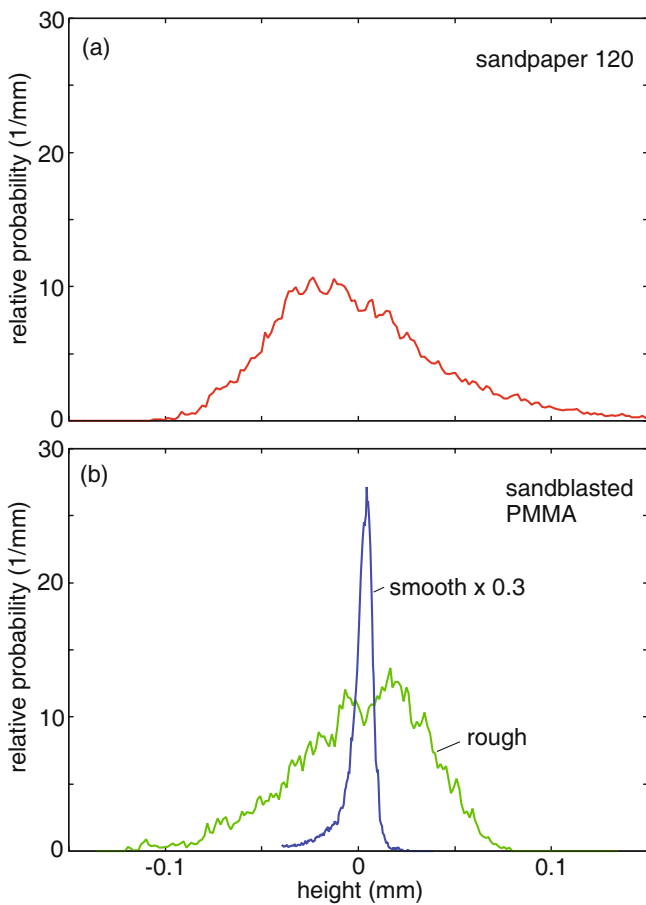 30
(a)
sandpaper 120
20
10
0
relative probability (1/mm)
30
(b)
sandblasted
PMMA
smooth x 0.3
20
10
rough
0
relative probability (1/mm)
-0.1
0
0.1
height (mm)